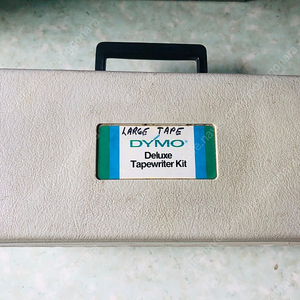 LARGE TAPE
DYMO®
Deluxe
Tapewriter Kit